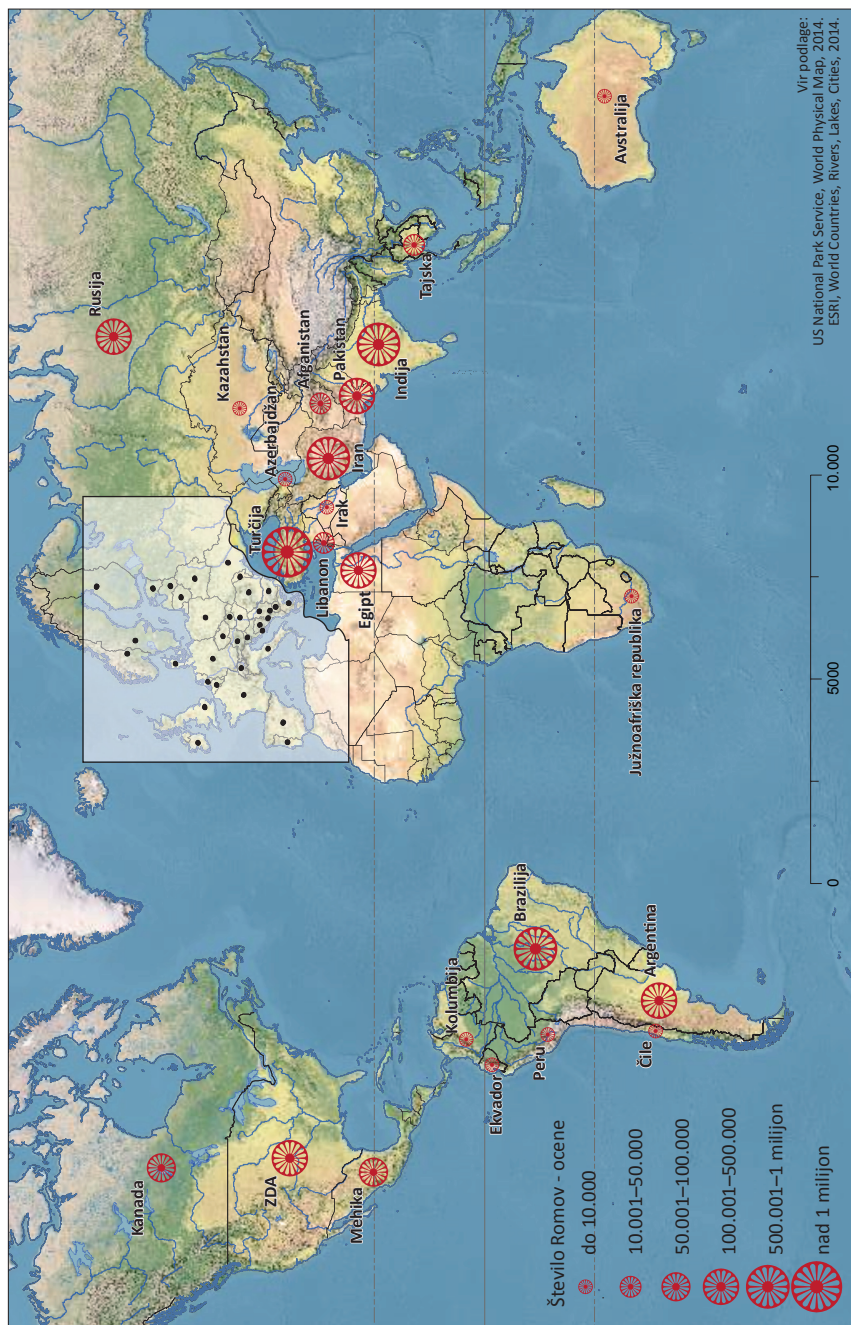 Rusija
Kazahstan
Azerbajdžan
Afganistan
Pakistan
Turčija
Iran
Irak
Libanon
Egipt
Indija
Tajska
Avstralija
Južnoafriška republika
Kanada
ZDA
Mehika
Kolumbija
Ekvador
Peru
Brazilija
Čile
Argentina
Število Romov - ocene
do 10.000
10.001–50.000
50.001–100.000
100.001–500.000
500.001–1 milijon
nad 1 milijon
0 5000 10.000
Vir podlage:
US National Park Service, World Physical Map, 2014.
ESRI, World Countries, Rivers, Lakes, Cities, 2014.